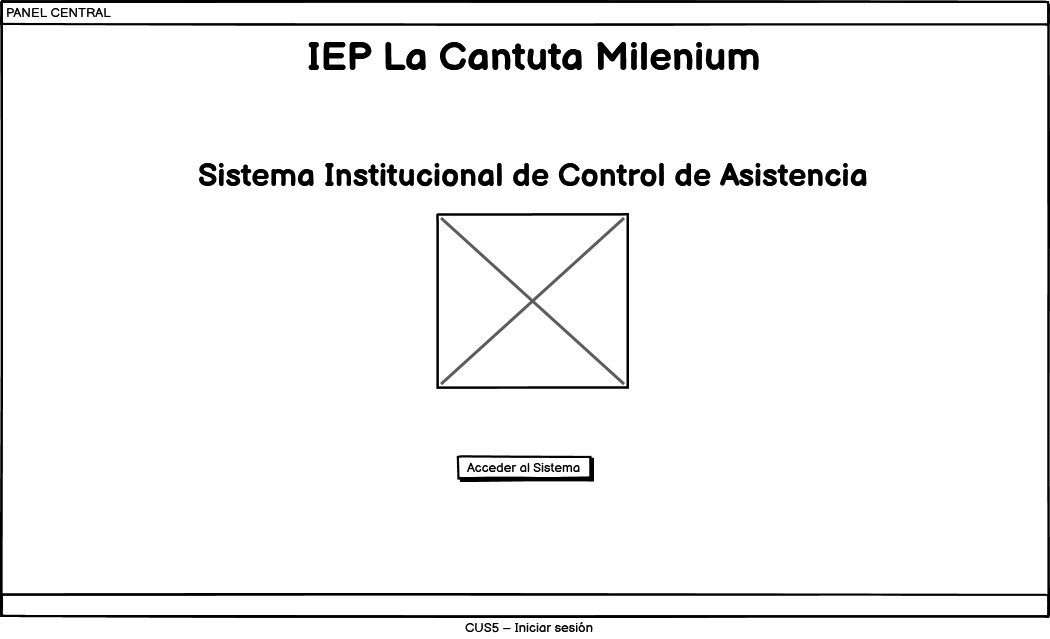 PANEL CENTRAL
IEP La Cantuta Milenium
Sistema Institucional de Control de Asistencia
Acceder al Sistema
CUS5 – Iniciar sesión